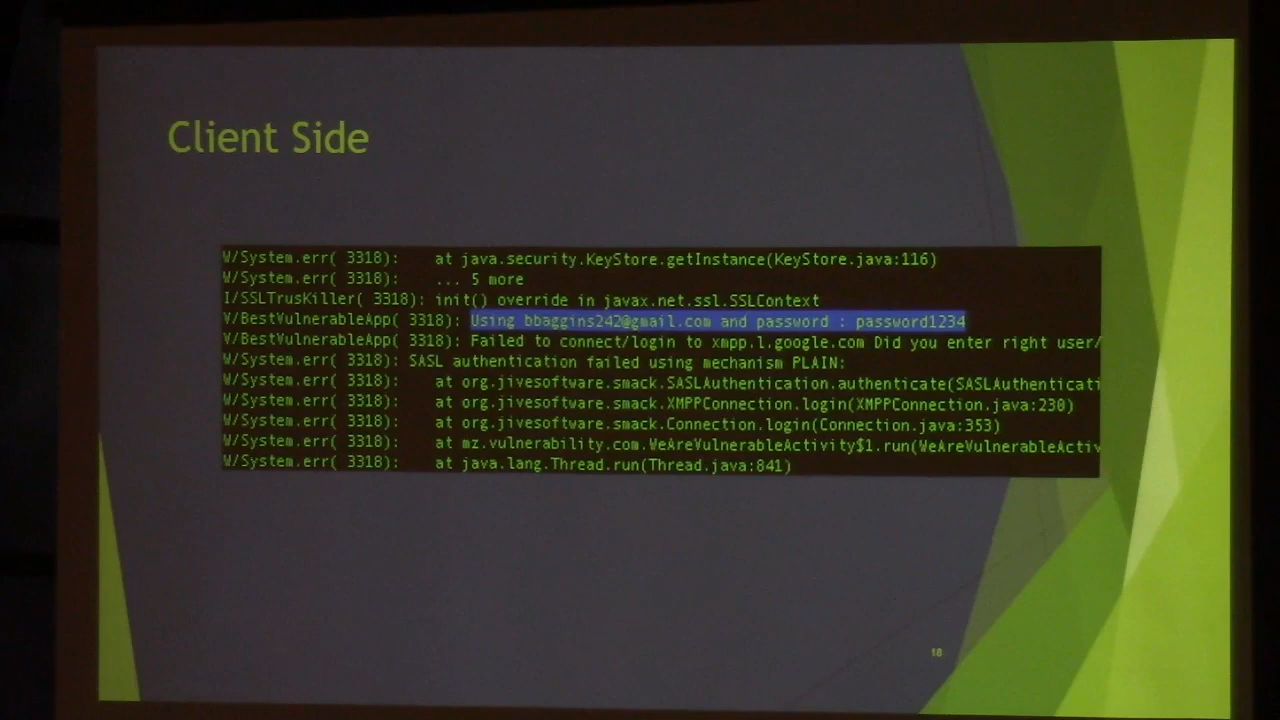 Client Side
W/System.err( 3318):    at java.security.KeyStore.getInstance(KeyStore.java:116)
W/System.err( 3318):    ... 5 more
I/SSLTrusKiller( 3318): init() override in javax.net.ssl.SSLContext
V/BestVulnerableApp( 3318): Using bbaggins242@gmail.com and password : password1234
V/BestVulnerableApp( 3318): Failed to connect/login to xmpp.l.google.com Did you enter right user/
W/System.err( 3318): SASL authentication failed using mechanism PLAIN:
W/System.err( 3318):    at org.jivesoftware.smack.SASLAuthentication.authenticate(SASLAuthenticati
W/System.err( 3318):    at org.jivesoftware.smack.XMPPConnection.login(XMPPConnection.java:230)
W/System.err( 3318):    at org.jivesoftware.smack.Connection.login(Connection.java:353)
W/System.err( 3318):    at mz.vulnerability.com.WeAreVulnerableActivity$1.run(WeAreVulnerableActiv
W/System.err( 3318):    at java.lang.Thread.run(Thread.java:841)
18